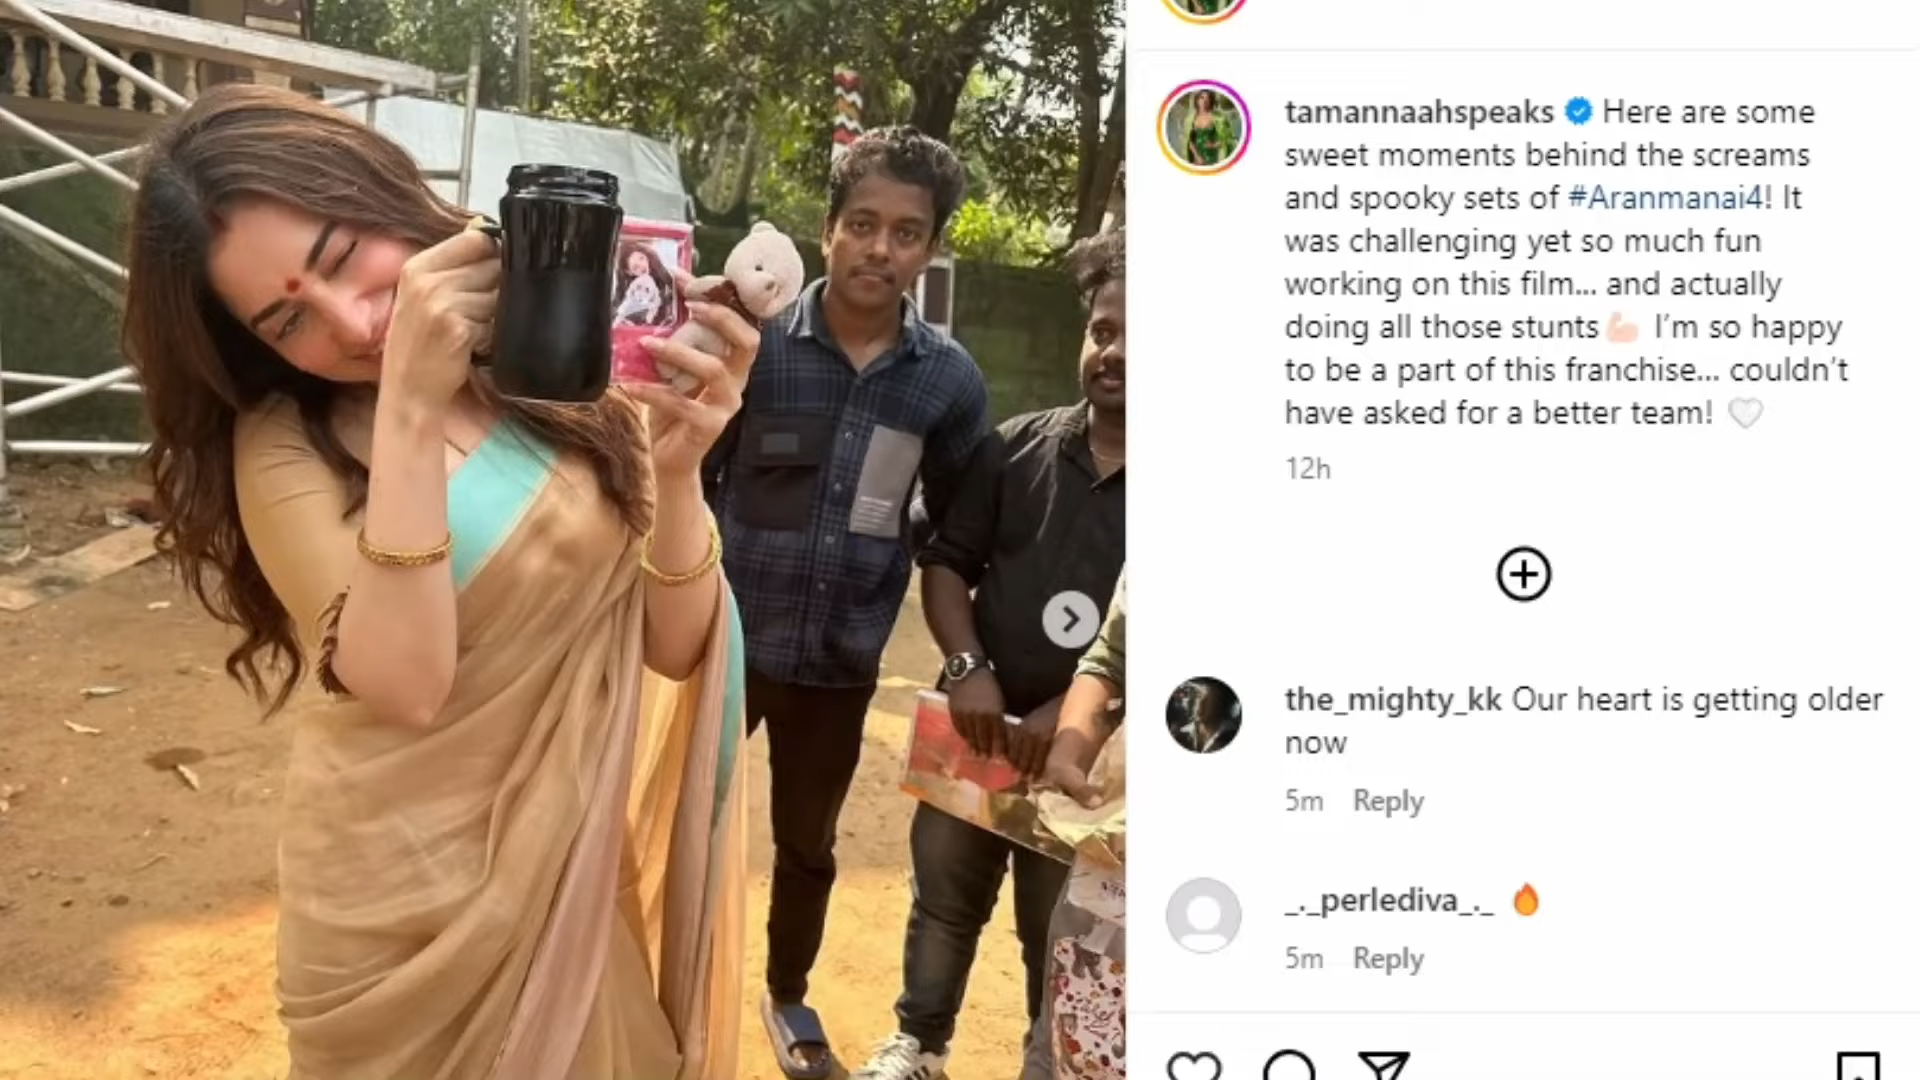 tamannaahspeaks Here are some
sweet moments behind the screams
and spooky sets of #Aranmanai4! It
was challenging yet so much fun
working on this film... and actually
doing all those stunts💪🏻 I'm so happy
to be a part of this franchise... couldn't
have asked for a better team! 🤍
12h
the_mighty_kk Our heart is getting older
now
5m Reply
_._perlediva_._ 🔥
5m Reply